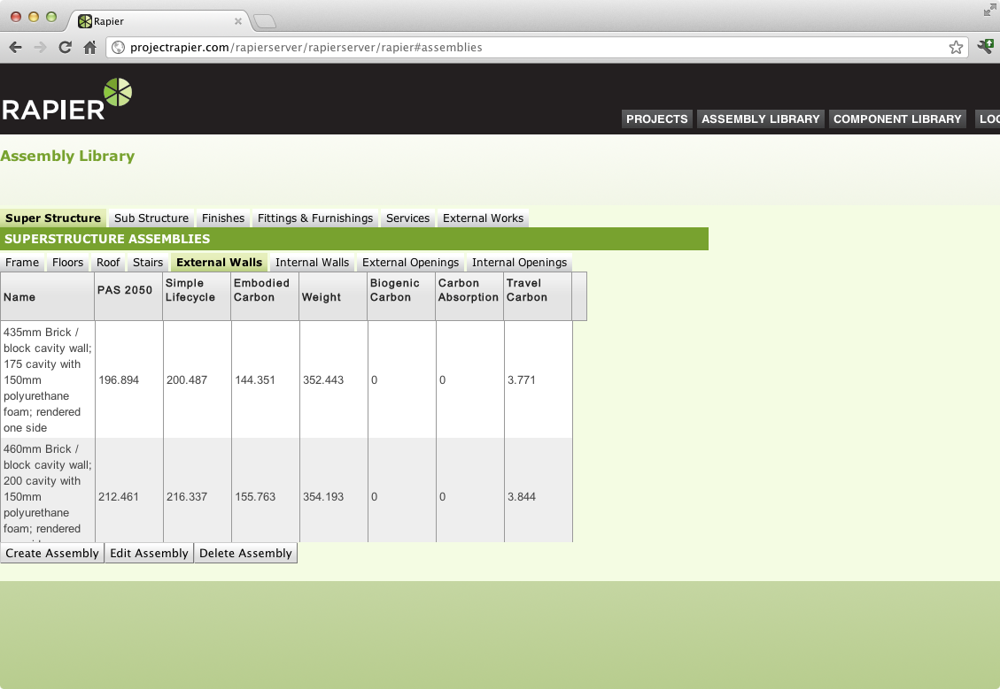 Rapier
projectrapier.com/rapierserver/rapierserver/rapier#assemblies
RAPIER
PROJECTS ASSEMBLY LIBRARY COMPONENT LIBRARY LOC
Assembly Library
Super Structure Sub Structure Finishes Fittings & Furnishings Services External Works
SUPERSTRUCTURE ASSEMBLIES
Frame Floors Roof Stairs External Walls Internal Walls External Openings Internal Openings
Name PAS 2050 Simple Lifecycle Embodied Carbon Weight Biogenic Carbon Carbon Absorption Travel Carbon
435mm Brick /
block cavity wall;
175 cavity with
150mm
polyurethane
foam; rendered
one side
196.894 200.487 144.351 352.443 0 0 3.771
460mm Brick /
block cavity wall;
200 cavity with
150mm
polyurethane
foam; rendered
212.461 216.337 155.763 354.193 0 0 3.844
Create Assembly Edit Assembly Delete Assembly